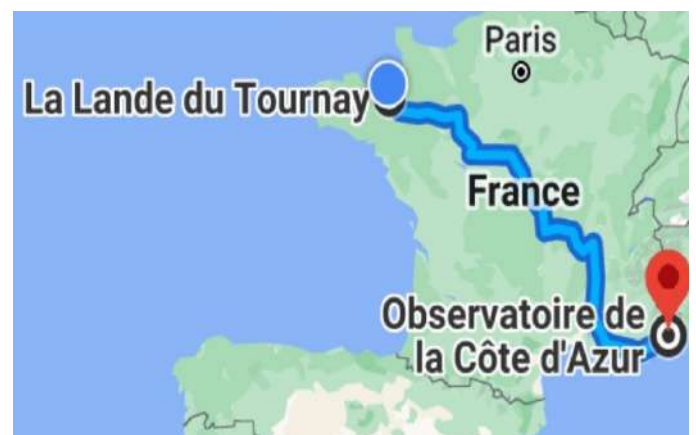 Paris
La Lande du Tournay
France
Observatoire de
la Côte d'Azur